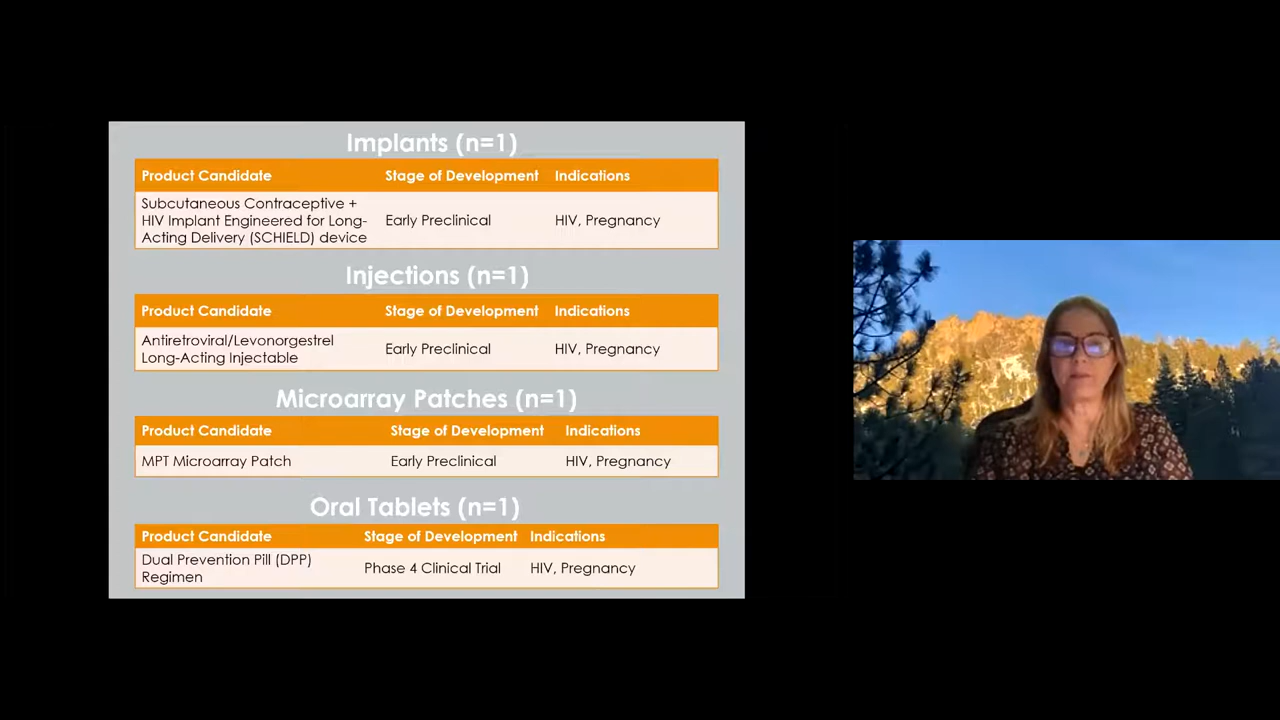 Implants (n=1)
Product Candidate Stage of Development Indications
Subcutaneous Contraceptive +
HIV Implant Engineered for Long-
Acting Delivery (SCHIELD) device
Early Preclinical
HIV, Pregnancy
Injections (n=1)
Product Candidate Stage of Development Indications
Antiretroviral/Levonorgestrel
Long-Acting Injectable
Early Preclinical
HIV, Pregnancy
Microarray Patches (n=1)
Product Candidate Stage of Development Indications
MPT Microarray Patch Early Preclinical HIV, Pregnancy
Oral Tablets (n=1)
Product Candidate Stage of Development Indications
Dual Prevention Pill (DPP)
Regimen
Phase 4 Clinical Trial
HIV, Pregnancy